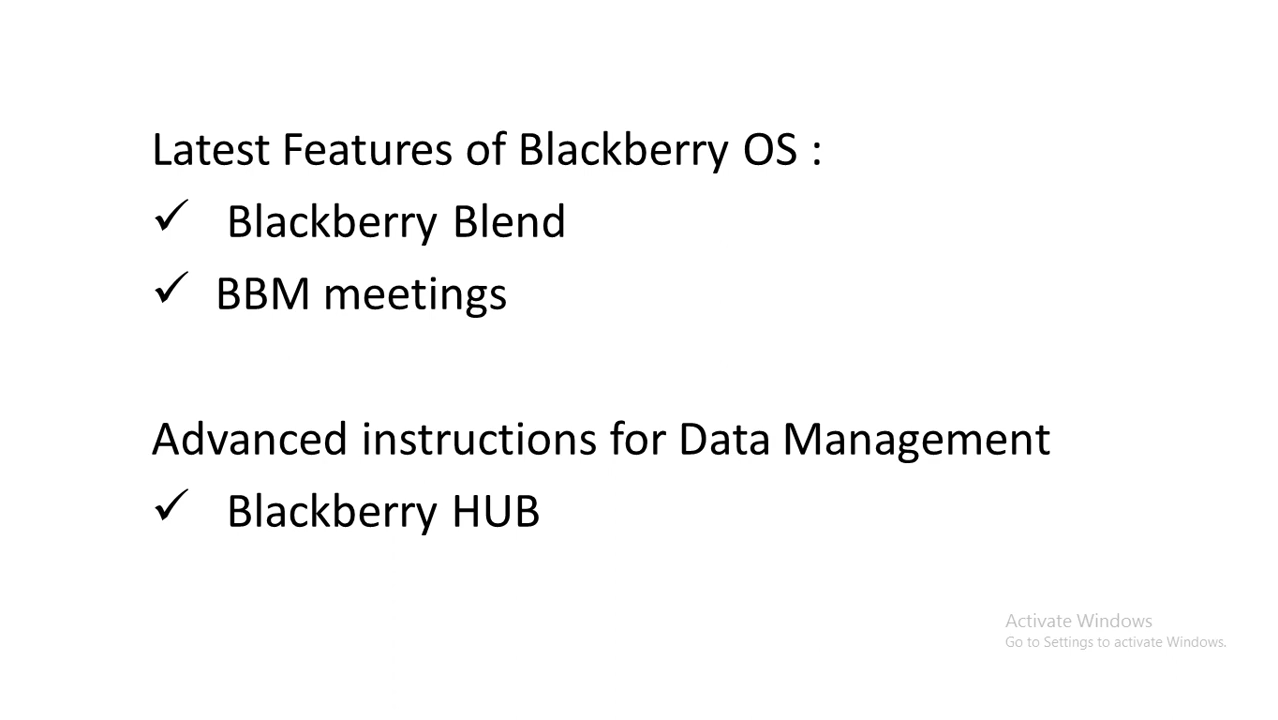 Latest Features of Blackberry OS :
✓ Blackberry Blend
✓ BBM meetings
Advanced instructions for Data Management
✓ Blackberry HUB
Activate Windows
Go to Settings to activate Windows.